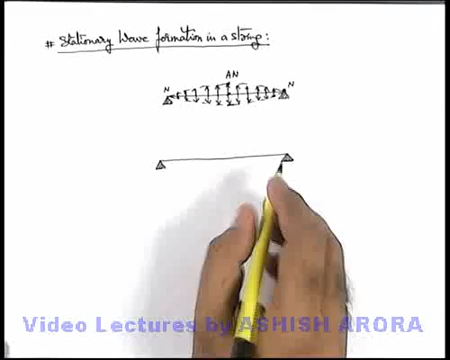 # Stationary Wave formation in a string:
AN
N N
Video Lectures by ASHISH ARORA